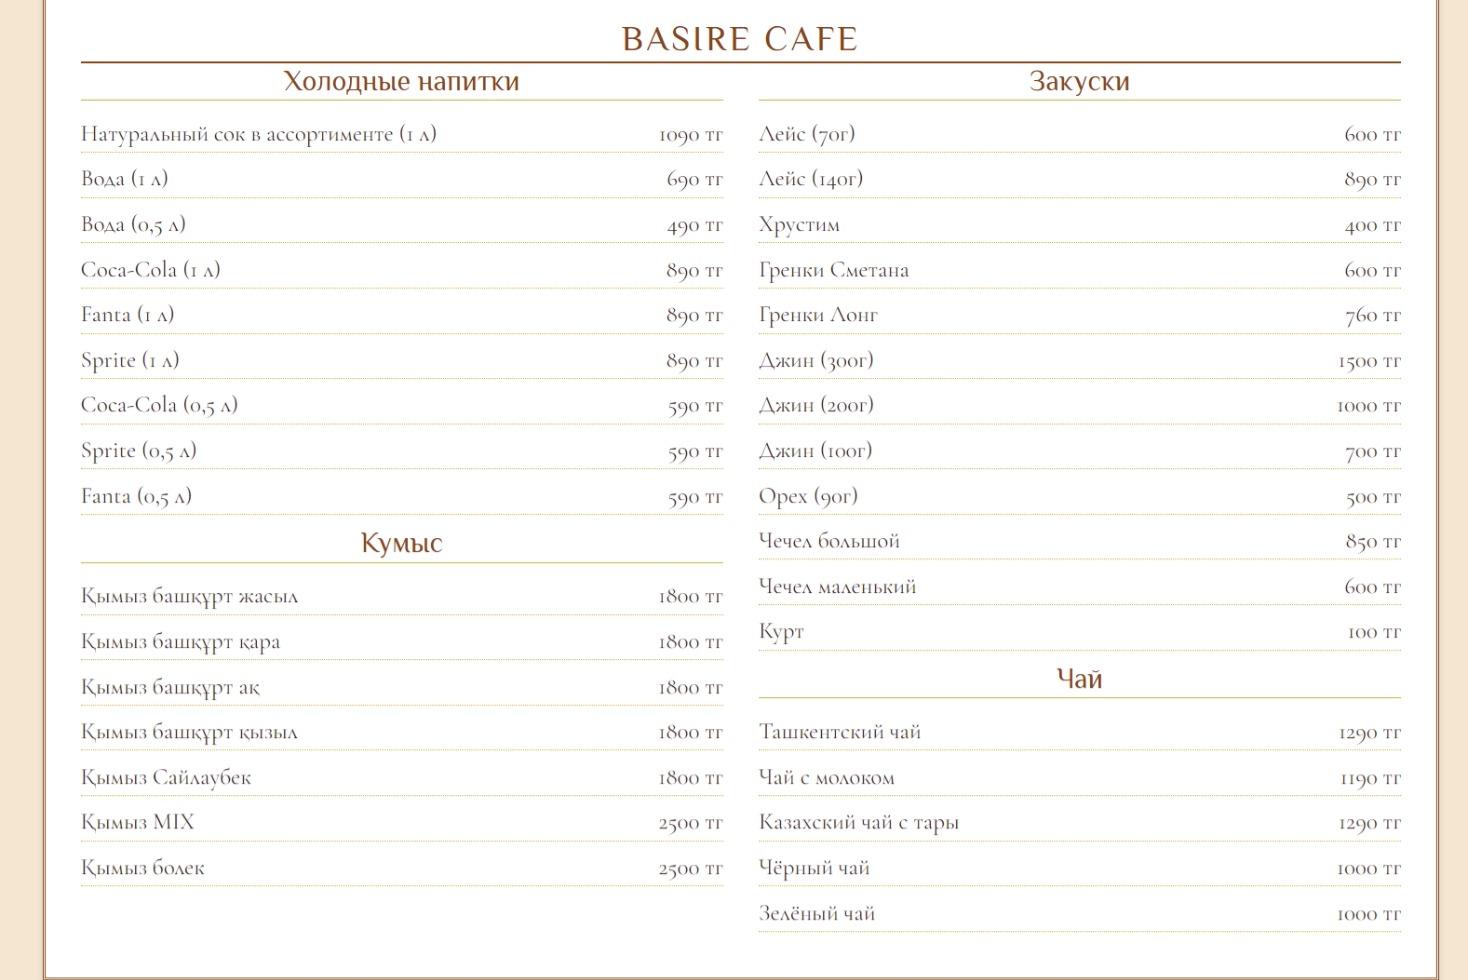 BASIRE CAFE
Холодные напитки
Натуральный сок в ассортименте (1 л) 1090 тг
Вода (1 л) 690 тг
Вода (0,5 л) 490 тг
Coca-Cola (1 л) 890 тг
Fanta (1 л) 890 тг
Sprite (1 л) 890 тг
Coca-Cola (0,5 л) 590 тг
Sprite (0,5 л) 590 тг
Fanta (0,5 л) 590 тг
Кумыс
Қымыз башқұрт жасыл 1800 тг
Қымыз башқұрт қара 1800 тг
Қымыз башқұрт ақ 1800 тг
Қымыз башқұрт қызыл 1800 тг
Қымыз Сайлаубек 1800 тг
Қымыз MIX 2500 тг
Қымыз болек 2500 тг
Закуски
Лейс (70г) 600 тг
Лейс (140г) 890 тг
Хрустим 400 тг
Гренки Сметана 600 тг
Гренки Лонг 760 тг
Джин (300г) 1500 тг
Джин (200г) 1000 тг
Джин (100г) 700 тг
Орех (90г) 500 тг
Чечел большой 850 тг
Чечел маленький 600 тг
Курт 100 тг
Чай
Ташкентский чай 1290 тг
Чай с молоком 1190 тг
Казахский чай с тары 1290 тг
Чёрный чай 1000 тг
Зелёный чай 1000 тг